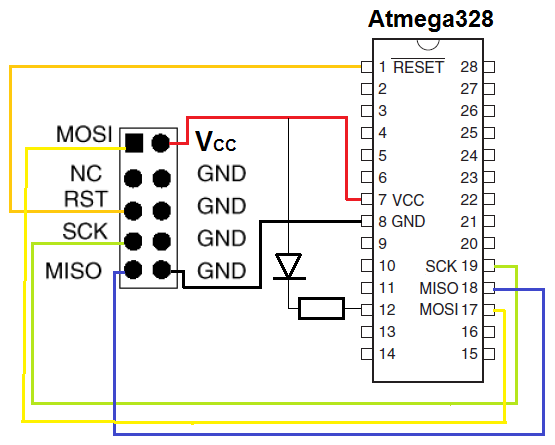 Atmega328
1 RESET 28
2 27
3 26
4 25
5 24
6 23
7 VCC 22
8 GND 21
9 20
10 SCK 19
11 MISO 18
12 MOSI 17
13 16
14 15
MOSI Vcc
NC GND
RST GND
SCK GND
MISO GND